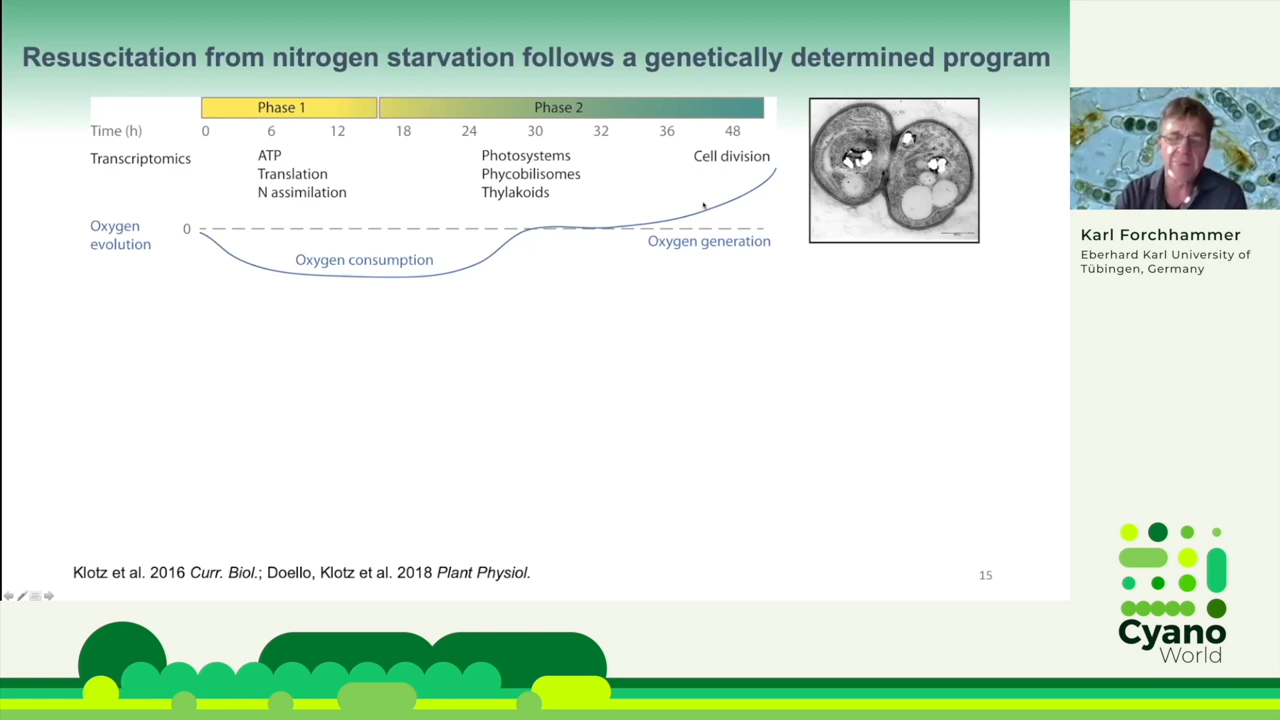 Resuscitation from nitrogen starvation follows a genetically determined program
Phase 1 Phase 2
Time (h) 0 6 12 18 24 30 32 36 48
Transcriptomics
ATP
Translation
N assimilation
Photosystems
Phycobilisomes
Thylakoids
Cell division
Oxygen
evolution
0
Oxygen consumption
Oxygen generation
Klotz et al. 2016 Curr. Biol.; Doello, Klotz et al. 2018 Plant Physiol.
15
Karl Forchhammer
Eberhard Karl University of
Tübingen, Germany
Cyano
World